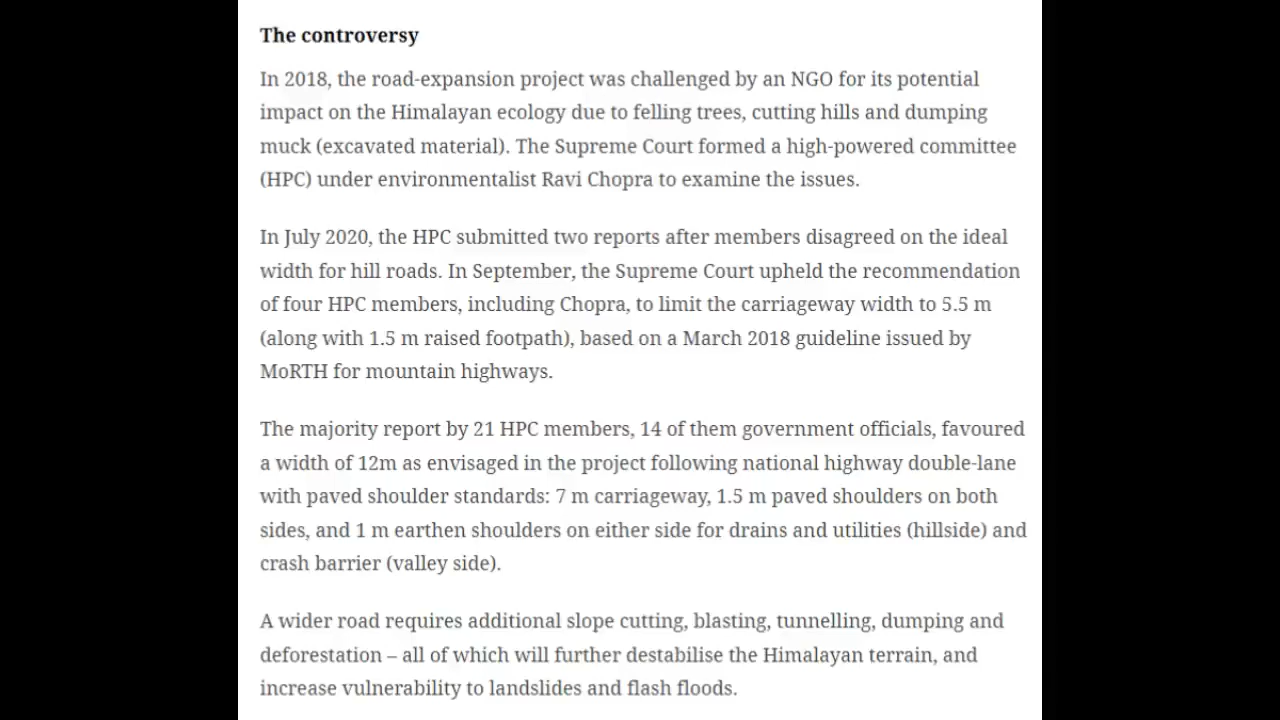 The controversy
In 2018, the road-expansion project was challenged by an NGO for its potential
impact on the Himalayan ecology due to felling trees, cutting hills and dumping
muck (excavated material). The Supreme Court formed a high-powered committee
(HPC) under environmentalist Ravi Chopra to examine the issues.
In July 2020, the HPC submitted two reports after members disagreed on the ideal
width for hill roads. In September, the Supreme Court upheld the recommendation
of four HPC members, including Chopra, to limit the carriageway width to 5.5 m
(along with 1.5 m raised footpath), based on a March 2018 guideline issued by
MoRTH for mountain highways.
The majority report by 21 HPC members, 14 of them government officials, favoured
a width of 12m as envisaged in the project following national highway double-lane
with paved shoulder standards: 7 m carriageway, 1.5 m paved shoulders on both
sides, and 1 m earthen shoulders on either side for drains and utilities (hillside) and
crash barrier (valley side).
A wider road requires additional slope cutting, blasting, tunnelling, dumping and
deforestation – all of which will further destabilise the Himalayan terrain, and
increase vulnerability to landslides and flash floods.